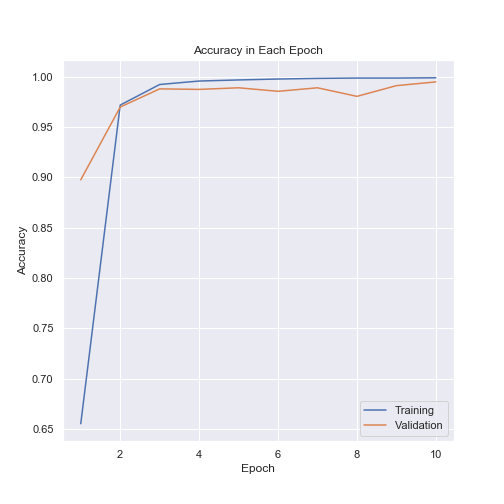 Accuracy in Each Epoch
1.00
0.95
0.90
0.85
0.80
0.75
0.70
0.65
Accuracy
Training
Validation
2 4 6 8 10
Epoch